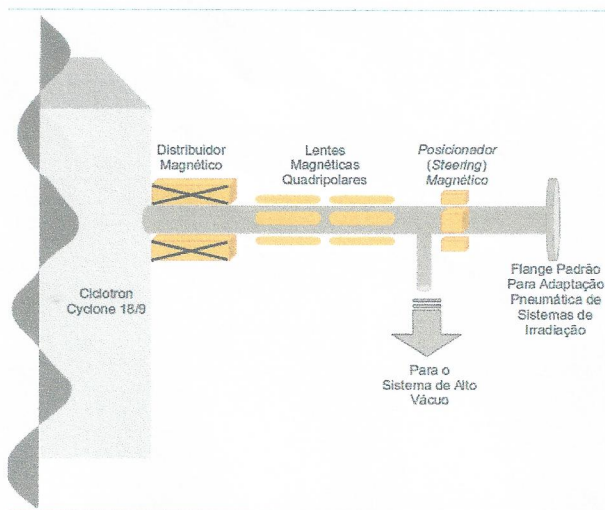 Distribuidor
Magnético
Lentes
Magnéticas
Quadripolares
Posicionador
(Steering)
Magnético
Ciclotron
Cyclone 18/9
Flange Padrão
Para Adaptação
Pneumática de
Sistemas de
Irradiação
Para o
Sistema de Alto
Vácuo